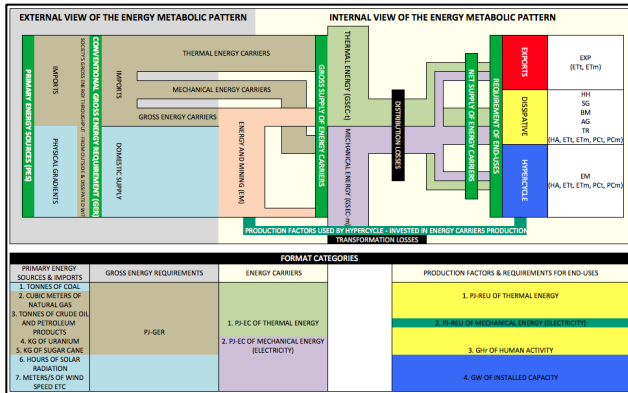 EXTERNAL VIEW OF THE ENERGY METABOLIC PATTERN
INTERNAL VIEW OF THE ENERGY METABOLIC PATTERN
PRIMARY ENERGY SOURCES (PES)
IMPORTS
PHYSICAL GRADIENTS
CONVENTIONAL GROSS ENERGY REQUIREMENT (GER)
IMPORTS
DOMESTIC SUPPLY
THERMAL ENERGY CARRIERS
MECHANICAL ENERGY CARRIERS
GROSS ENERGY CARRIERS
ENERGY AND MINING (EM)
GROSS SUPPLY OF ENERGY CARRIERS
THERMAL ENERGY (GSEC-t)
MECHANICAL ENERGY (GSEC-m)
DISTRIBUTION LOSSES
NET SUPPLY OF ENERGY CARRIERS
REQUIREMENT OF END-USES
EXPORTS
DISSIPATIVE
HYPERCYCLE
EXP
(ETt, ETm)
HH
SG
BM
AG
TR
(HA, ETt, ETm, PCt, PCm)
EM
(HA, ETt, ETm, PCt, PCm)
PRODUCTION FACTORS USED BY HYPERCYCLE - INVESTED IN ENERGY CARRIERS PRODUCTION
TRANSFORMATION LOSSES
FORMAT CATEGORIES
PRIMARY ENERGY
SOURCES & IMPORTS
GROSS ENERGY REQUIREMENTS
ENERGY CARRIERS
PRODUCTION FACTORS & REQUIREMENTS FOR END-USES
1. TONNES OF COAL
2. CUBIC METERS OF
NATURAL GAS
3. TONNES OF CRUDE OIL
AND PETROLEUM
PRODUCTS
4. KG OF URANIUM
5. KG OF SUGAR CANE
6. HOURS OF SOLAR
RADIATION
7. METERS/S OF WIND
SPEED ETC
PJ-GER
1. PJ-EC OF THERMAL ENERGY
2. PJ-EC OF MECHANICAL ENERGY
(ELECTRICITY)
1. PJ-REU OF THERMAL ENERGY
2. PJ-REU OF MECHANICAL ENERGY (ELECTRICITY)
3. GHr OF HUMAN ACTIVITY
4. GW OF INSTALLED CAPACITY